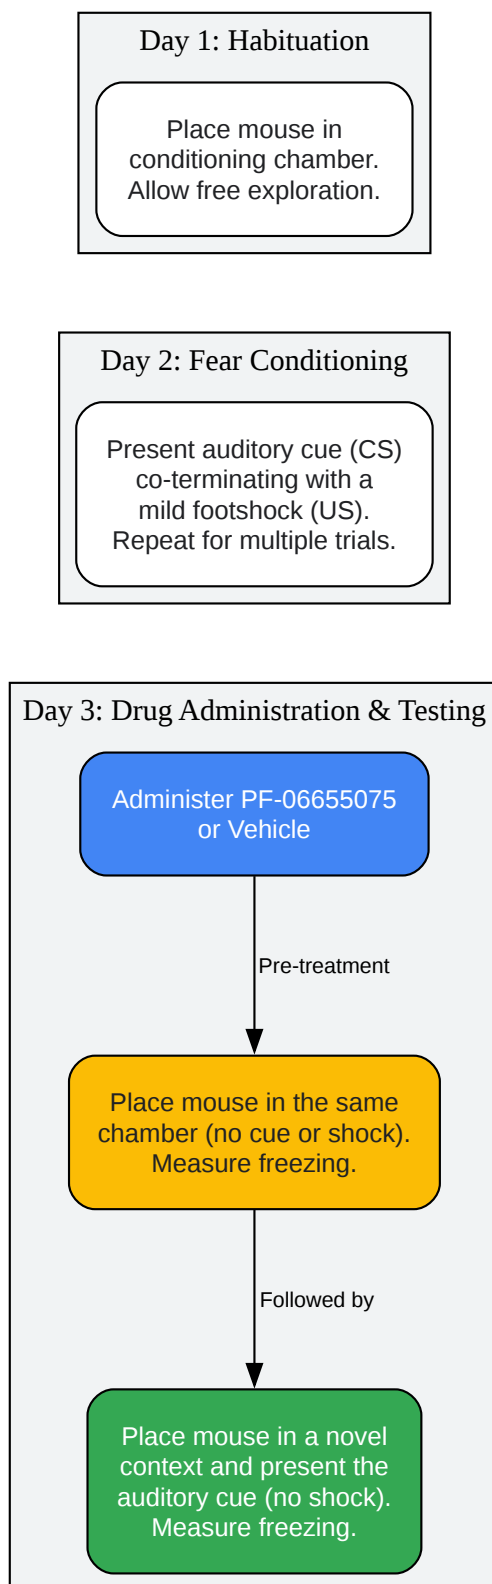 Day 1: Habituation
Place mouse in
conditioning chamber.
Allow free exploration.
Day 2: Fear Conditioning
Present auditory cue (CS)
co-terminating with a
mild footshock (US).
Repeat for multiple trials.
Day 3: Drug Administration & Testing
Administer PF-06655075
or Vehicle
Pre-treatment
Place mouse in the same
chamber (no cue or shock).
Measure freezing.
Followed by
Place mouse in a novel
context and present the
auditory cue (no shock).
Measure freezing.